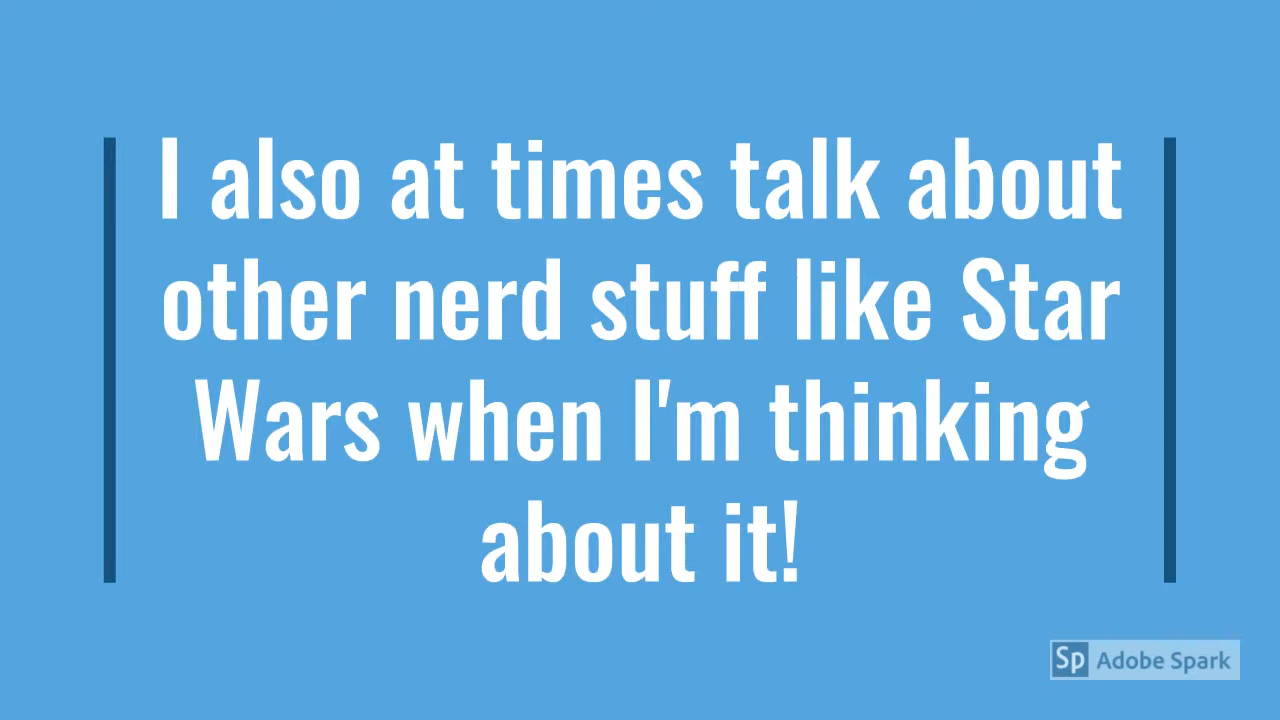 I also at times talk about
other nerd stuff like Star
Wars when I'm thinking
about it!
Sp Adobe Spark